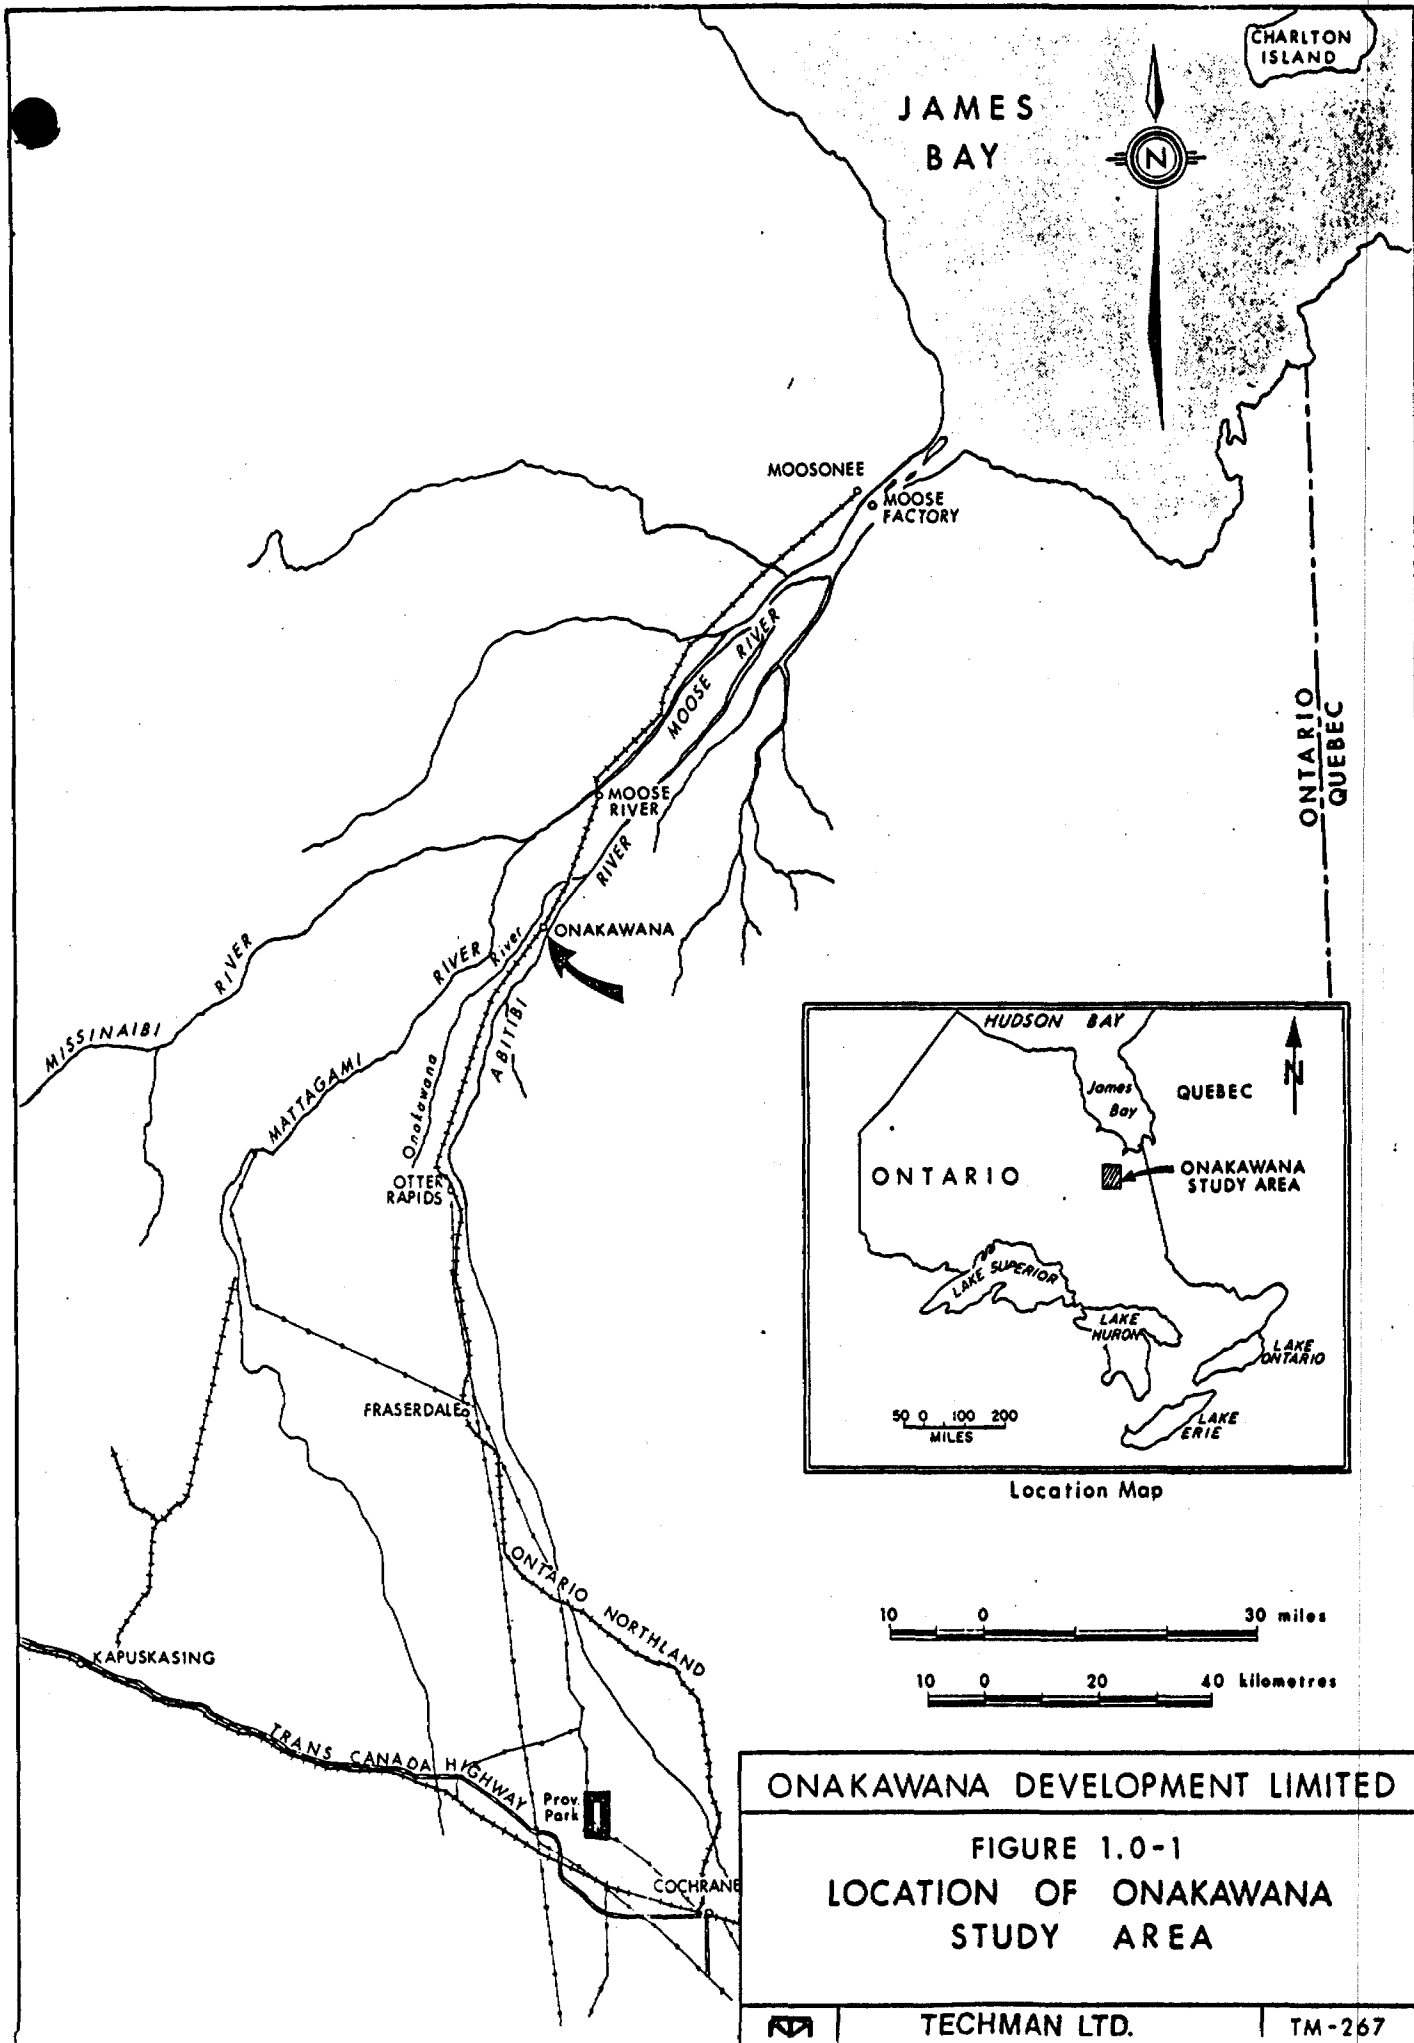 CHARLTON
ISLAND
JAMES
BAY
N
MOOSONEE
MOOSE
FACTORY
MOOSE RIVER
ONTARIO
QUEBEC
MOOSE
RIVER
ABITIBI RIVER
ONAKAWANA
MISSINAIBI RIVER
MATTAGAMI RIVER
Onakawana River
OTTER
RAPIDS
HUDSON BAY
N
James
Bay
QUEBEC
ONTARIO
ONAKAWANA
STUDY AREA
LAKE SUPERIOR
LAKE
HURON
LAKE
ONTARIO
LAKE
ERIE
50 0 100 200
MILES
Location Map
FRASERDALE
ONTARIO NORTHLAND
10 0 30 miles
10 0 20 40 kilometres
KAPUSKASING
TRANS CANADA HIGHWAY
Prov.
Park
COCHRANE
ONAKAWANA DEVELOPMENT LIMITED
FIGURE 1.0-1
LOCATION OF ONAKAWANA
STUDY AREA
TECHMAN LTD.
TM-267